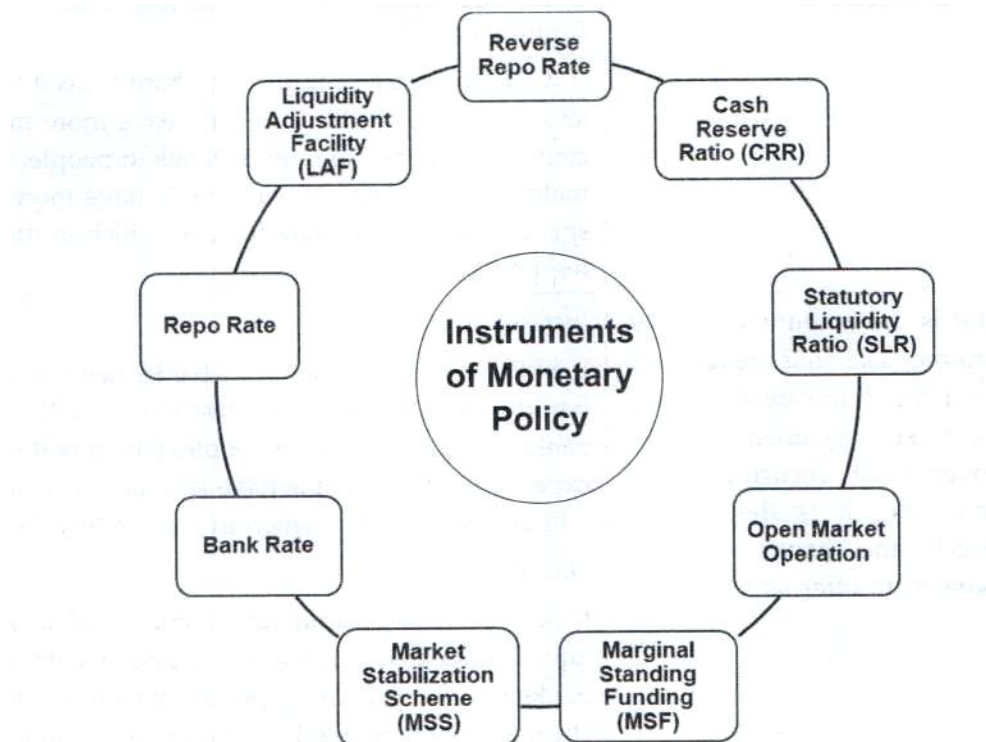 Reverse
Repo Rate
Cash
Reserve
Ratio (CRR)
Statutory
Liquidity
Ratio (SLR)
Open Market
Operation
Marginal
Standing
Funding
(MSF)
Market
Stabilization
Scheme
(MSS)
Bank Rate
Repo Rate
Liquidity
Adjustment
Facility
(LAF)
Instruments
of Monetary
Policy